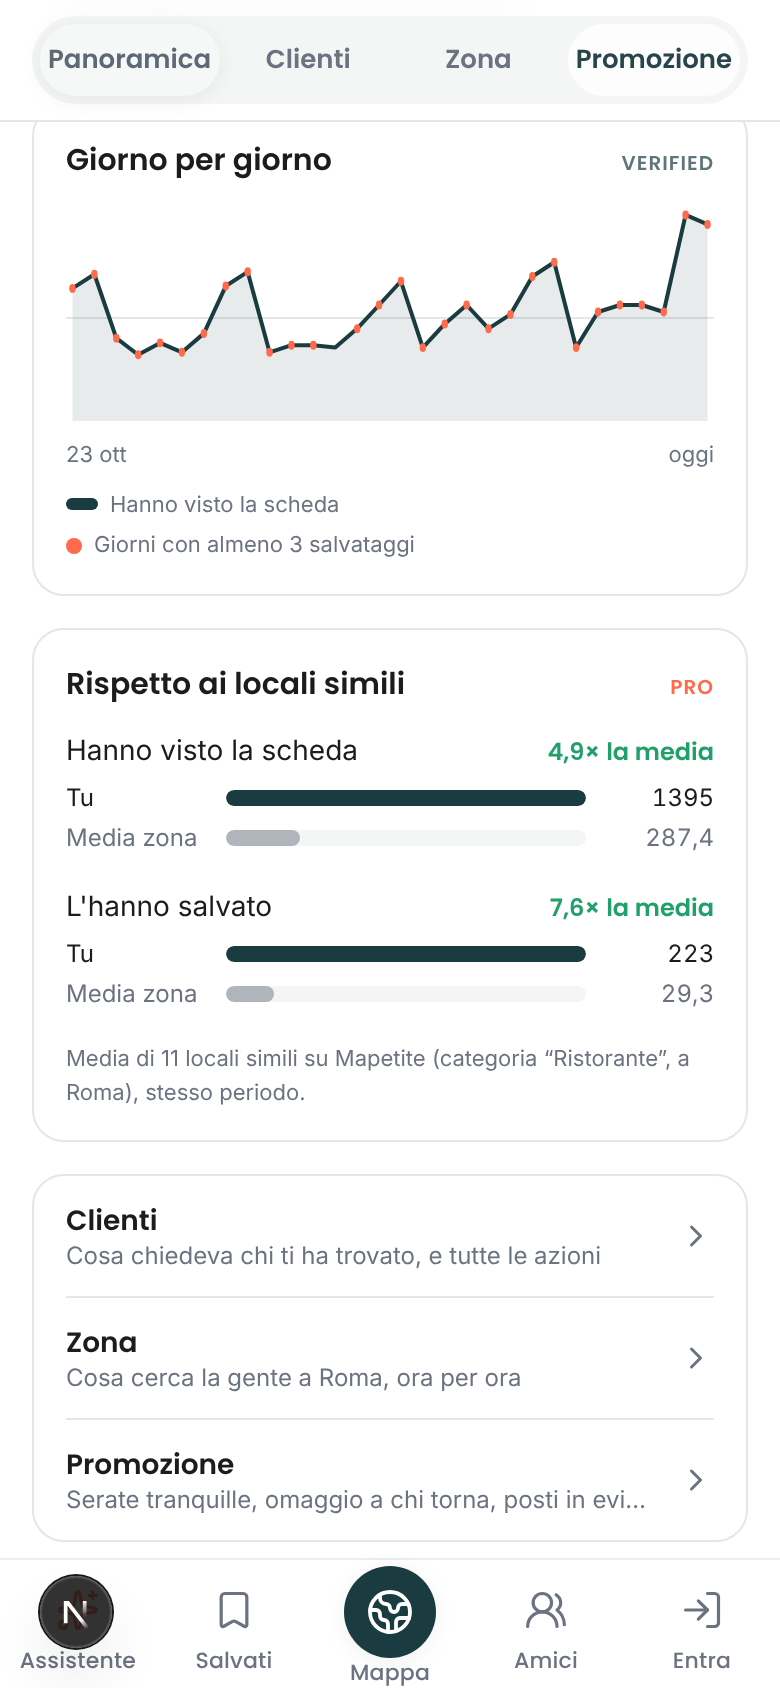 Panoramica
Clienti
Zona
Promozione
Giorno per giorno
VERIFIED
23 ott
oggi
Hanno visto la scheda
Giorni con almeno 3 salvataggi
Rispetto ai locali simili
PRO
Hanno visto la scheda
4,9× la media
Tu
1395
Media zona
287,4
L'hanno salvato
7,6× la media
Tu
223
Media zona
29,3
Media di 11 locali simili su Mapetite (categoria “Ristorante”, a
Roma), stesso periodo.
Clienti
Cosa chiedeva chi ti ha trovato, e tutte le azioni
Zona
Cosa cerca la gente a Roma, ora per ora
Promozione
Serate tranquille, omaggio a chi torna, posti in evi...
N
Assistente
Salvati
Mappa
Amici
Entra